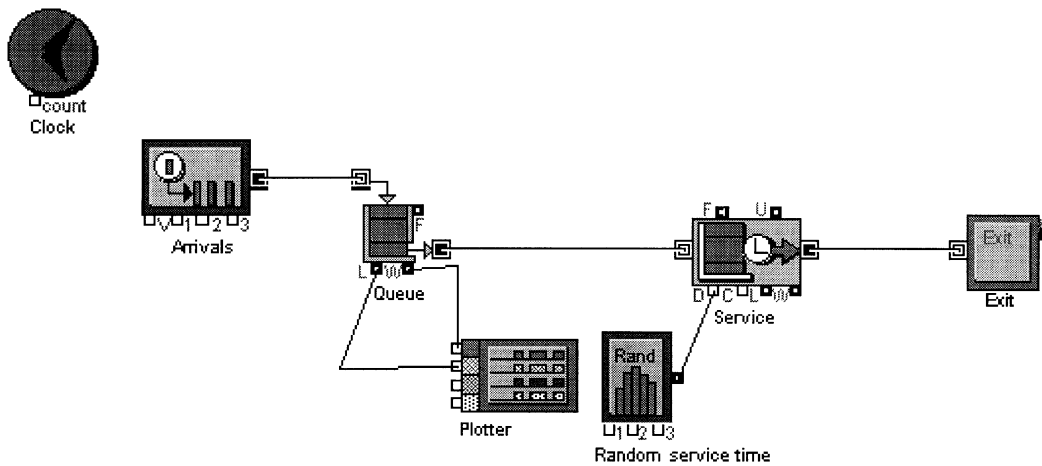 count
Clock
V 1 2 3
Arrivals
F
L W
Queue
F U
D C L W
Service
Exit
Exit
Rand
1 2 3
Random service time
Plotter